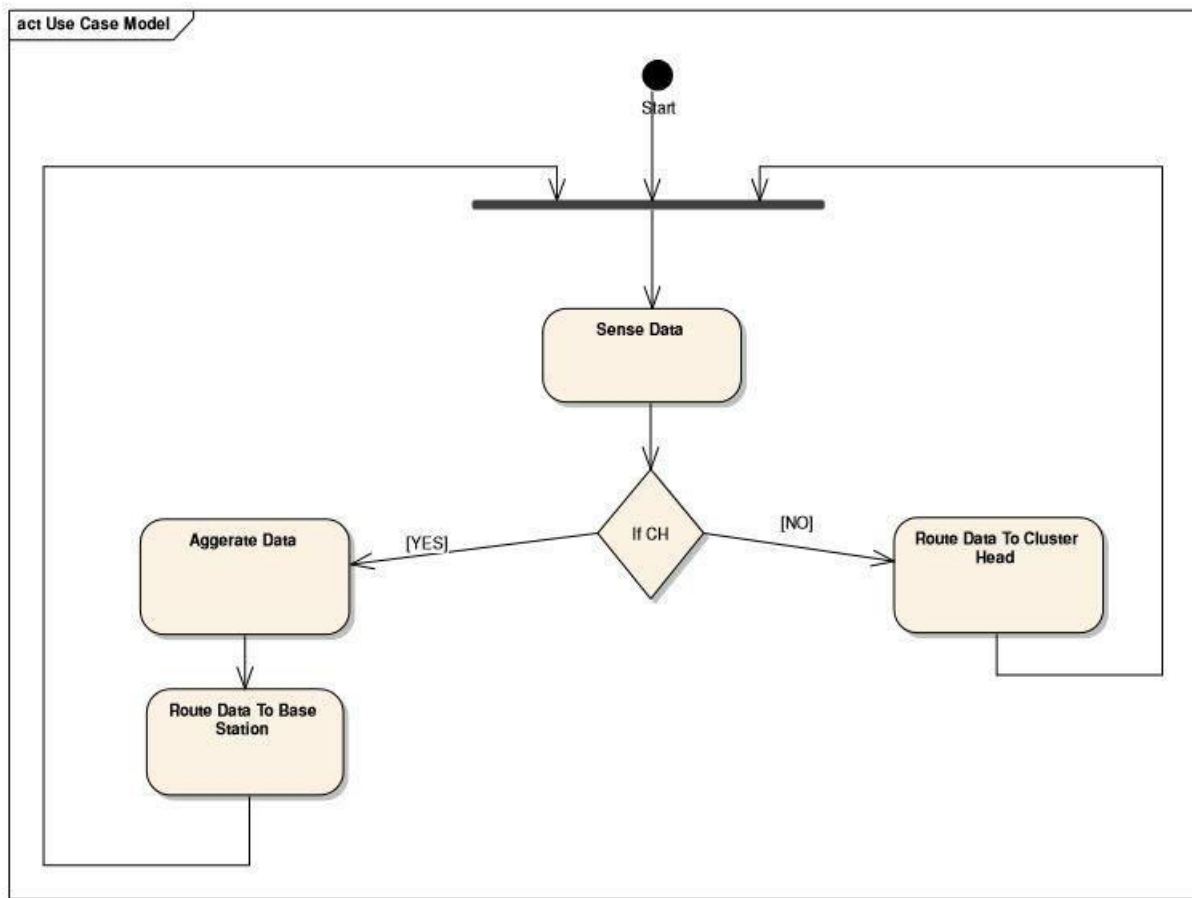 act Use Case Model
Start
Sense Data
If CH
[YES]
[NO]
Aggerate Data
Route Data To Cluster
Head
Route Data To Base
Station